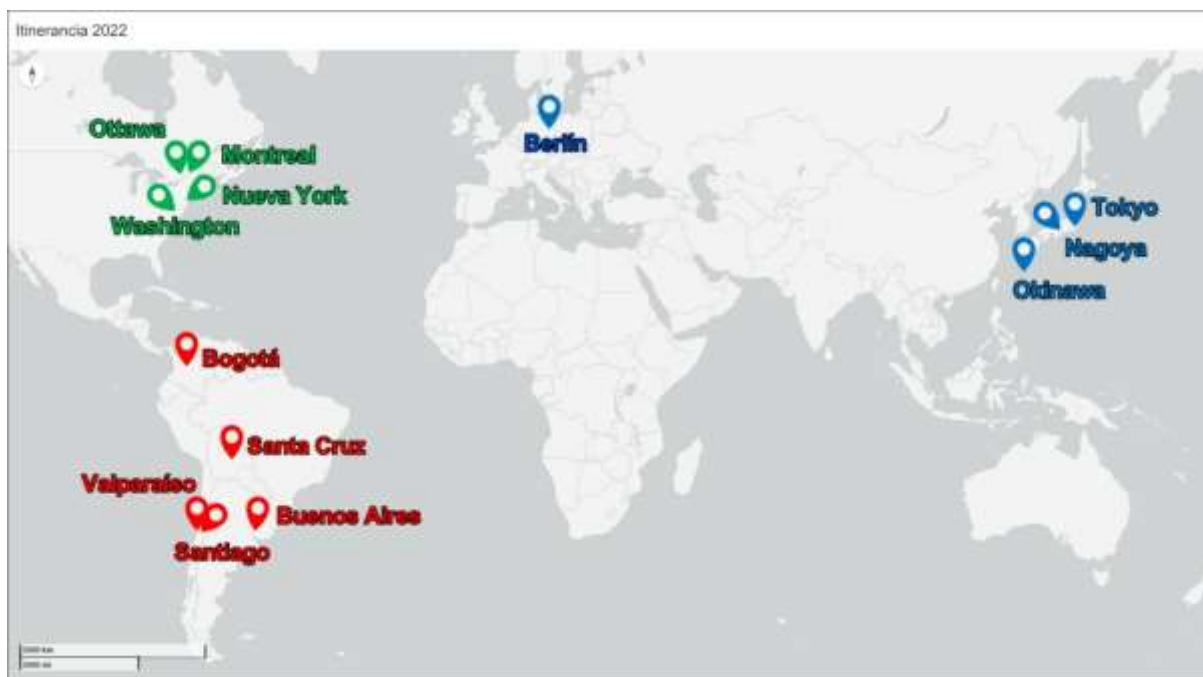 Itinerancia 2022
Ottawa
Montreal
Nueva York
Washington
Berlín
Tokyo
Nagoya
Okinawa
Bogotá
Santa Cruz
Valparaíso
Buenos Aires
Santiago